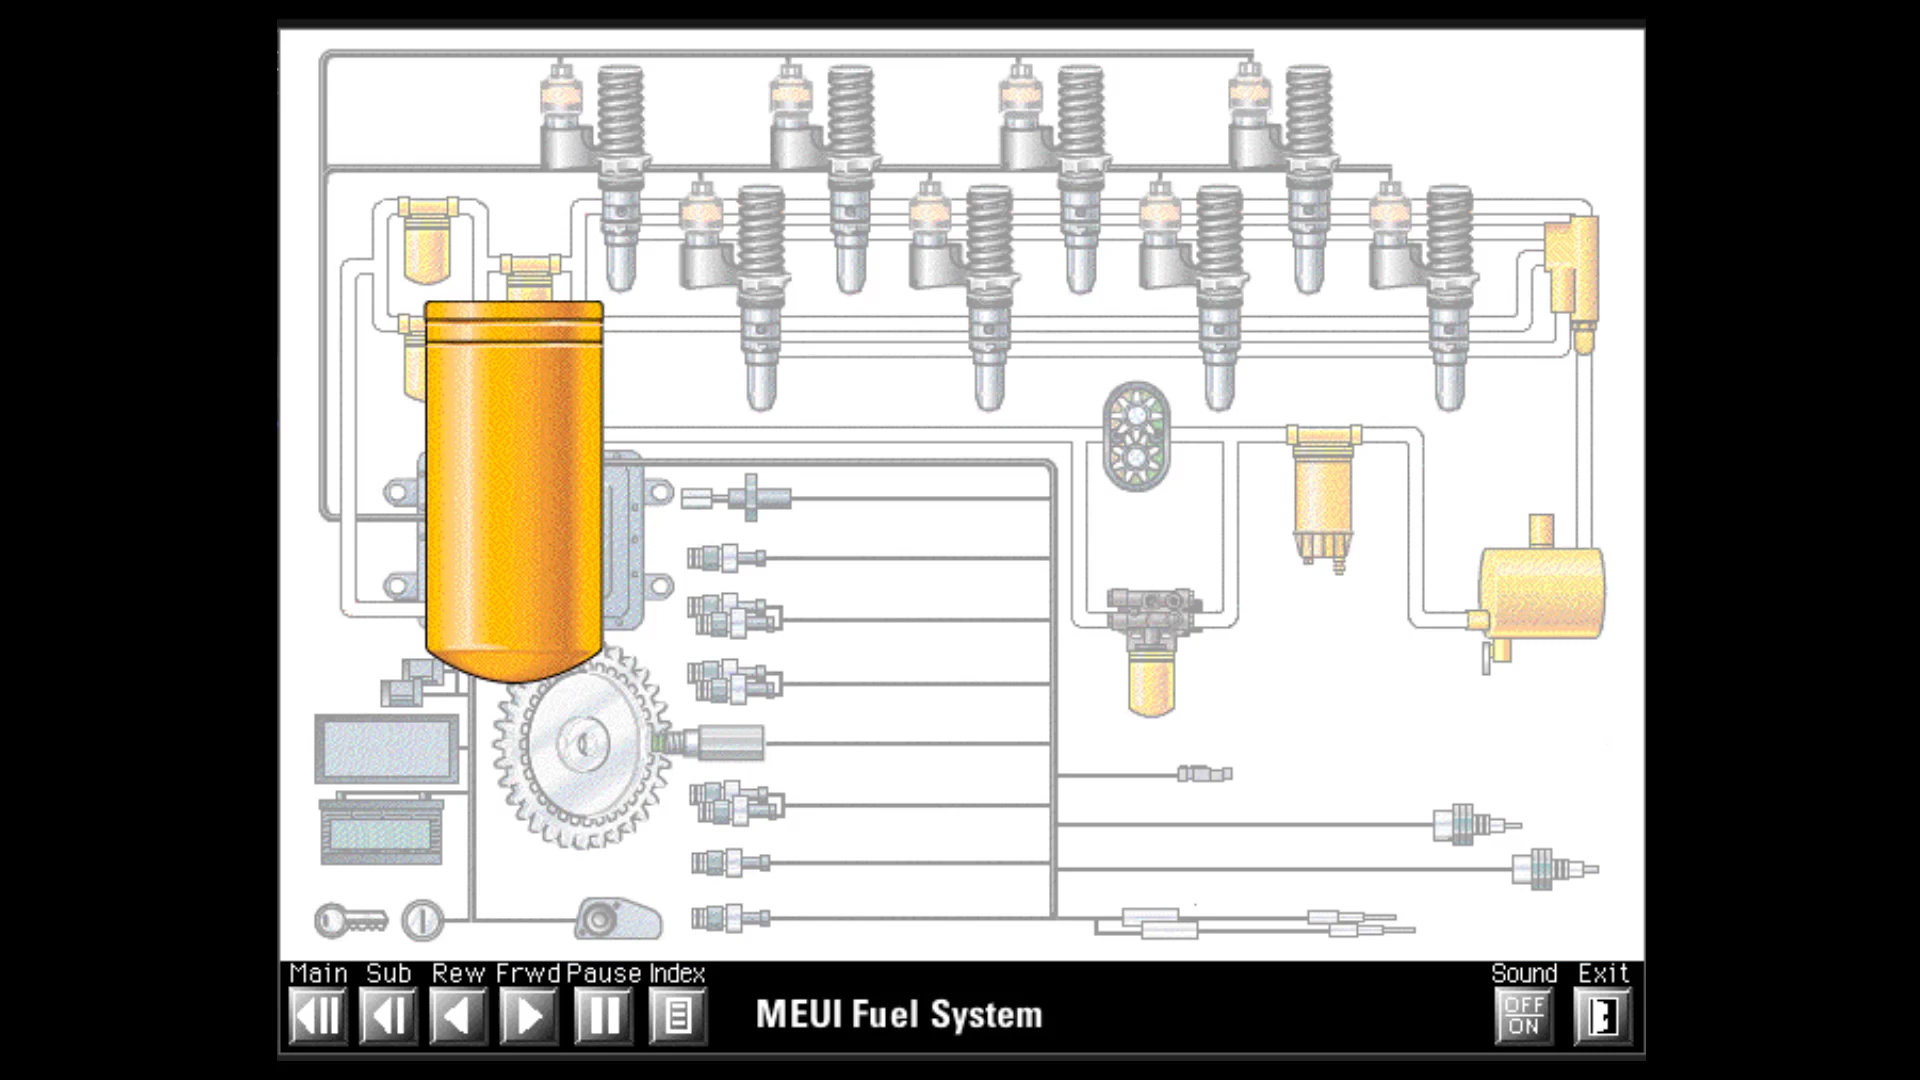 Main Sub Rew Frwd Pause Index Sound Exit
MEUI Fuel System
OFF
ON